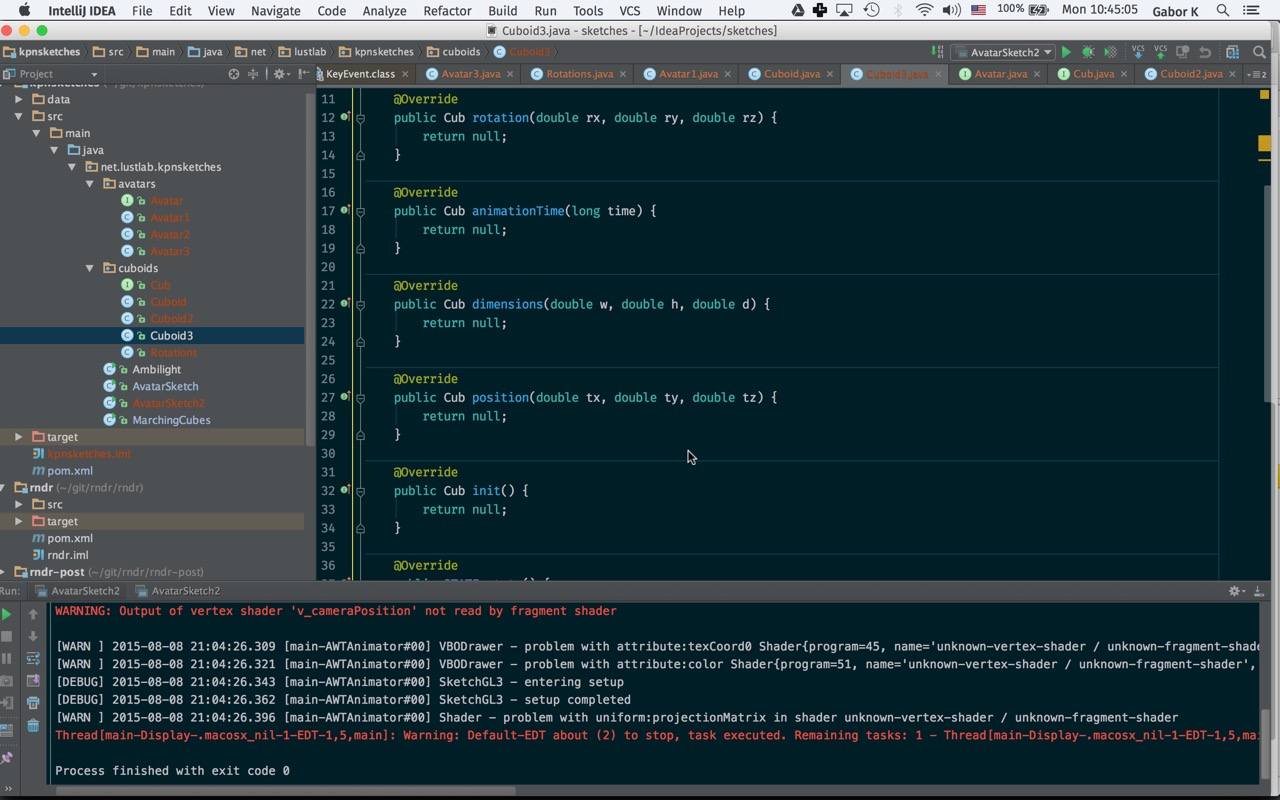 IntelliJ IDEA File Edit View Navigate Code Analyze Refactor Build Run Tools VCS Window Help 100% Mon 10:45:05 Gabor K
Cuboid3.java - sketches - [~/IdeaProjects/sketches]
kpnsketches src main java net lustlab kpnsketches cuboids Cuboid3 AvatarSketch2 VCS VCS
Project KeyEvent.class Avatar3.java Rotations.java Avatar1.java Cuboid.java Cuboid3.java Avatar.java Cub.java Cuboid2.java
kpnsketches (~/git/kpnsketches)
data
src
main
java
net.lustlab.kpnsketches
avatars
Avatar
Avatar1
Avatar2
Avatar3
cuboids
Cub
Cuboid
Cuboid2
Cuboid3
Rotations
Ambilight
AvatarSketch
AvatarSketch2
MarchingCubes
target
kpnsketches.iml
pom.xml
rndr (~/git/rndr/rndr)
src
target
pom.xml
rndr.iml
rndr-post (~/git/rndr/rndr-post)
11 @Override
12 public Cub rotation(double rx, double ry, double rz) {
13 return null;
14 }
15
16 @Override
17 public Cub animationTime(long time) {
18 return null;
19 }
20
21 @Override
22 public Cub dimensions(double w, double h, double d) {
23 return null;
24 }
25
26 @Override
27 public Cub position(double tx, double ty, double tz) {
28 return null;
29 }
30
31 @Override
32 public Cub init() {
33 return null;
34 }
35
36 @Override
Run: AvatarSketch2 AvatarSketch2
WARNING: Output of vertex shader 'v_cameraPosition' not read by fragment shader
[WARN ] 2015-08-08 21:04:26.309 [main-AWTAnimator#00] VBODrawer - problem with attribute:texCoord0 Shader{program=45, name='unknown-vertex-shader / unknown-fragment-shade
[WARN ] 2015-08-08 21:04:26.321 [main-AWTAnimator#00] VBODrawer - problem with attribute:color Shader{program=51, name='unknown-vertex-shader / unknown-fragment-shader',
[DEBUG] 2015-08-08 21:04:26.343 [main-AWTAnimator#00] SketchGL3 - entering setup
[DEBUG] 2015-08-08 21:04:26.362 [main-AWTAnimator#00] SketchGL3 - setup completed
[WARN ] 2015-08-08 21:04:26.396 [main-AWTAnimator#00] Shader - problem with uniform:projectionMatrix in shader unknown-vertex-shader / unknown-fragment-shader
Thread[main-Display-.macosx_nil-1-EDT-1,5,main]: Warning: Default-EDT about (2) to stop, task executed. Remaining tasks: 1 - Thread[main-Display-.macosx_nil-1-EDT-1,5,mai
Process finished with exit code 0